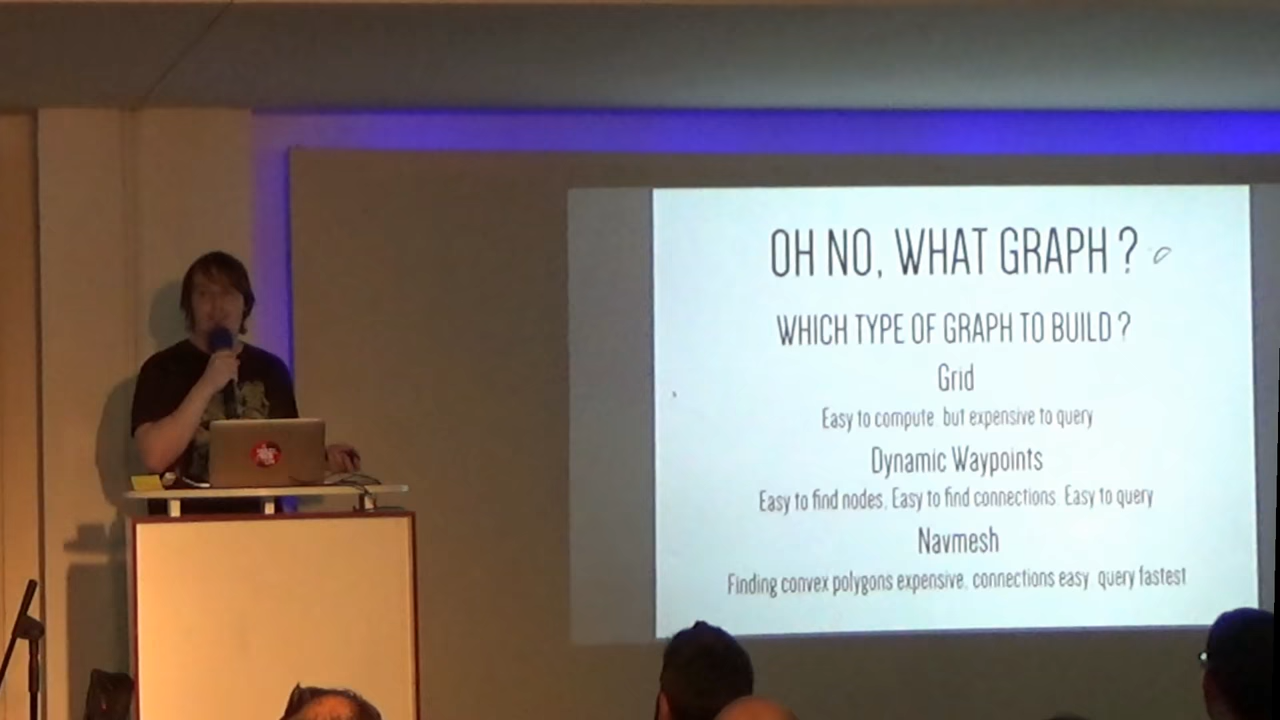 OH NO, WHAT GRAPH ?
WHICH TYPE OF GRAPH TO BUILD ?
Grid
Easy to compute but expensive to query
Dynamic Waypoints
Easy to find nodes, Easy to find connections. Easy to query
Navmesh
Finding convex polygons expensive, connections easy query fastest